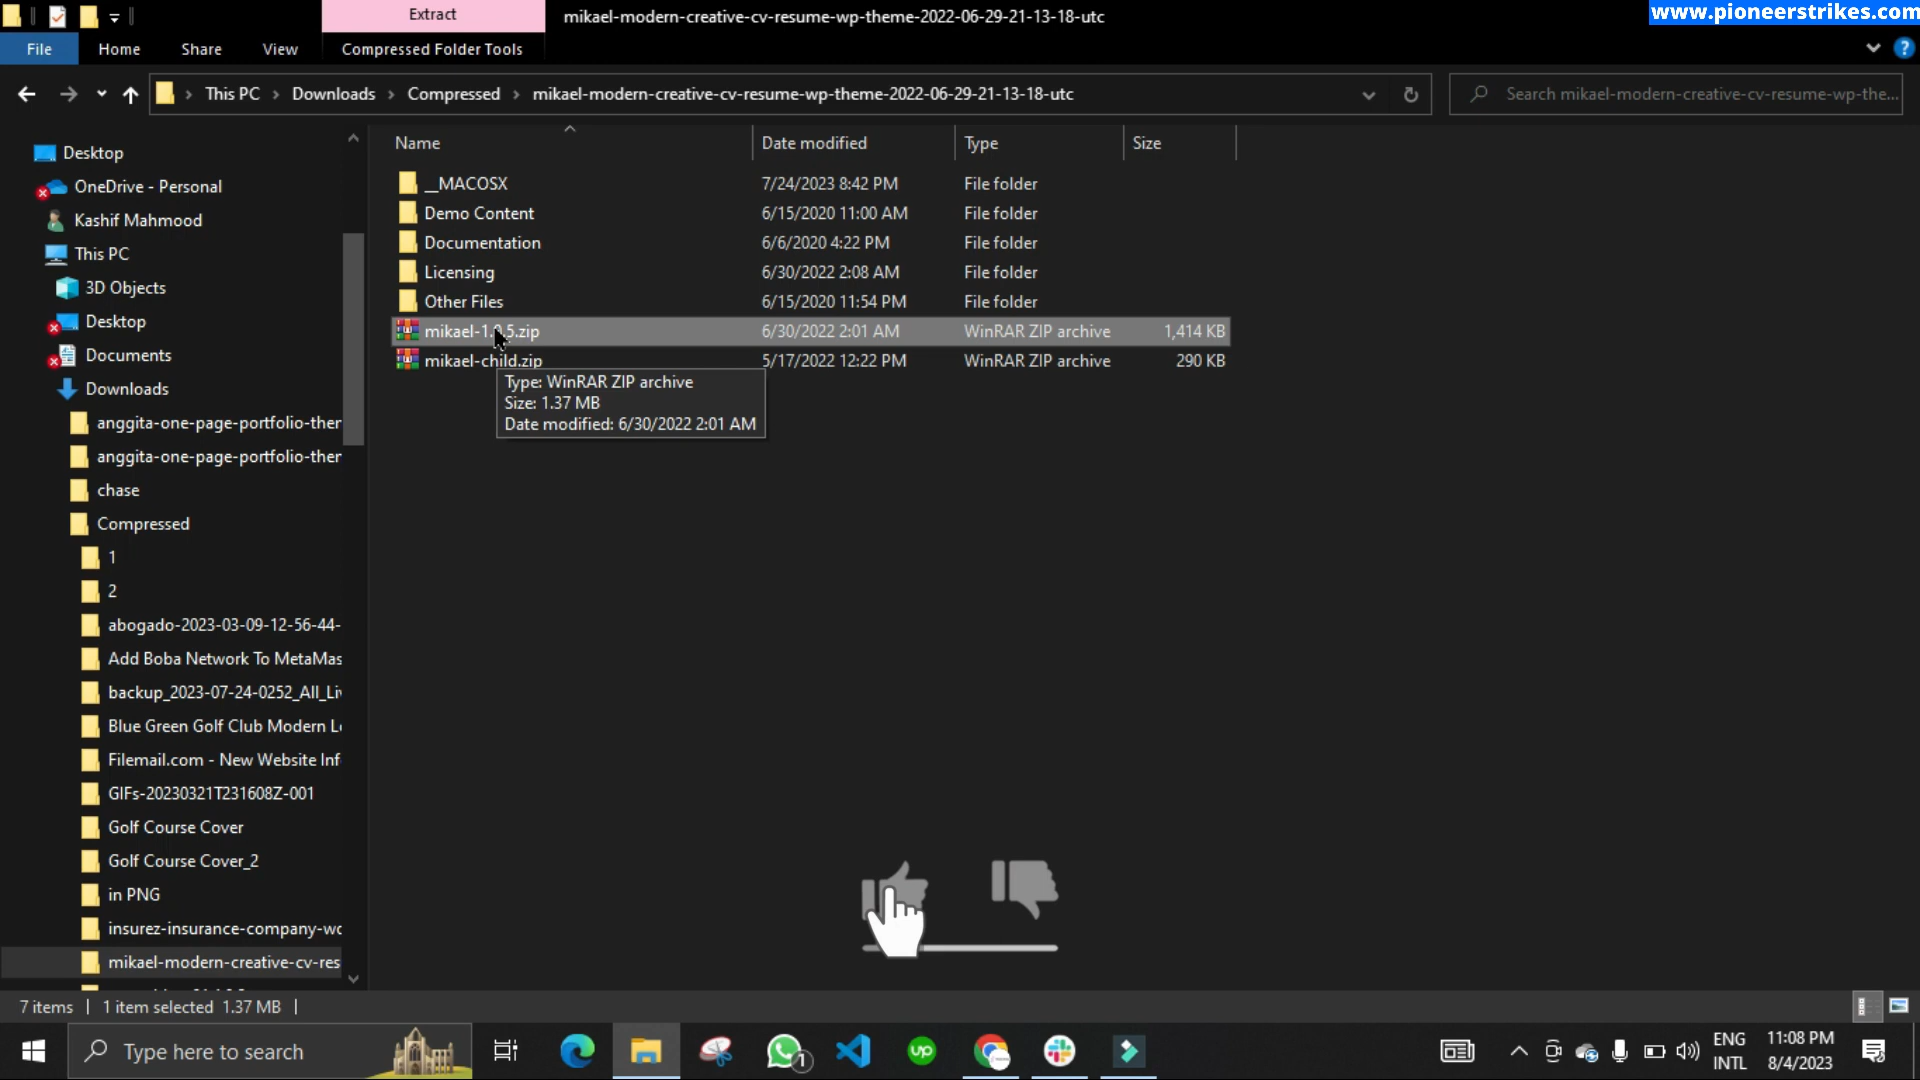 Extract
mikael-modern-creative-cv-resume-wp-theme-2022-06-29-21-13-18-utc
www.pioneerstrikes.com
File Home Share View Compressed Folder Tools
This PC > Downloads > Compressed > mikael-modern-creative-cv-resume-wp-theme-2022-06-29-21-13-18-utc
Search mikael-modern-creative-cv-resume-wp-the...
Desktop
OneDrive - Personal
Kashif Mahmood
This PC
3D Objects
Desktop
Documents
Downloads
anggita-one-page-portfolio-ther
anggita-one-page-portfolio-ther
chase
Compressed
1
2
abogado-2023-03-09-12-56-44-
Add Boba Network To MetaMas
backup_2023-07-24-0252_All_Liv
Blue Green Golf Club Modern L
Filemail.com - New Website Inf
GIFs-20230321T231608Z-001
Golf Course Cover
Golf Course Cover_2
in PNG
insurez-insurance-company-wo
mikael-modern-creative-cv-res
Name Date modified Type Size
__MACOSX 7/24/2023 8:42 PM File folder
Demo Content 6/15/2020 11:00 AM File folder
Documentation 6/6/2020 4:22 PM File folder
Licensing 6/30/2022 2:08 AM File folder
Other Files 6/15/2020 11:54 PM File folder
mikael-1.0.5.zip 6/30/2022 2:01 AM WinRAR ZIP archive 1,414 KB
mikael-child.zip 5/17/2022 12:22 PM WinRAR ZIP archive 290 KB
Type: WinRAR ZIP archive
Size: 1.37 MB
Date modified: 6/30/2022 2:01 AM
7 items 1 item selected 1.37 MB
Type here to search
1
up
ENG
INTL
11:08 PM
8/4/2023